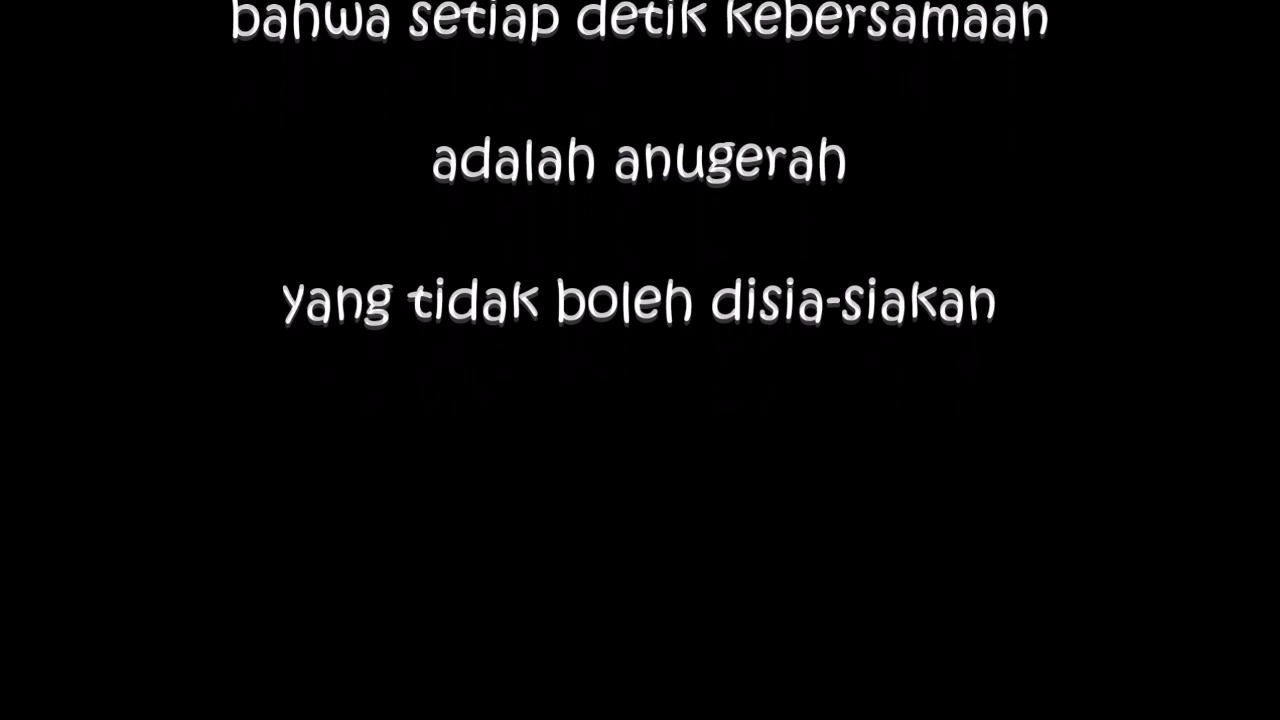 bahwa setiap detik kebersamaan
adalah anugerah
yang tidak boleh disia-siakan